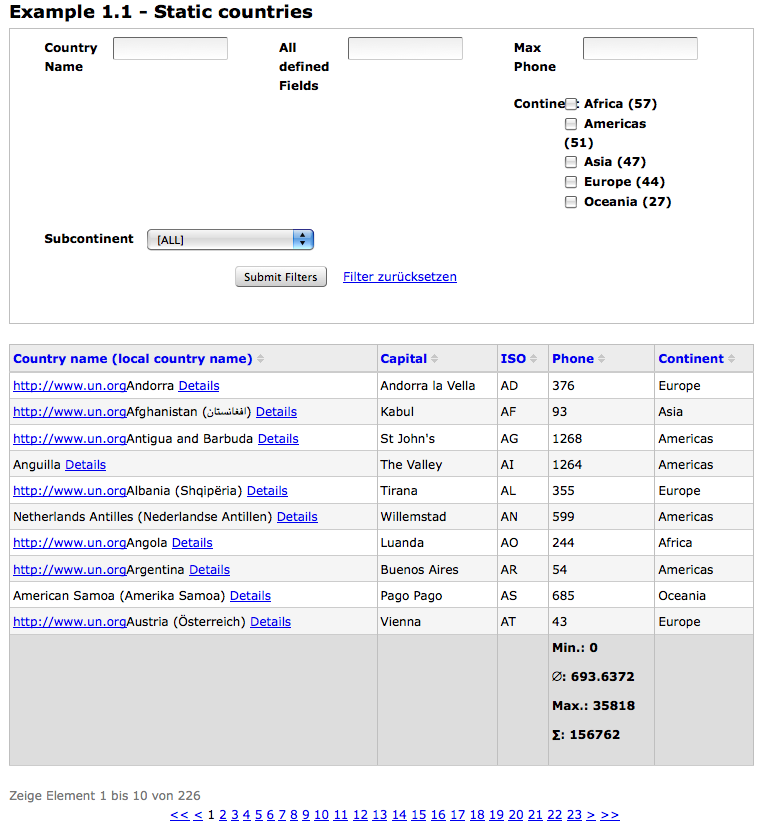 Example 1.1 - Static countries
Country Name
All defined Fields
Max Phone
Continent:
Africa (57)
Americas (51)
Asia (47)
Europe (44)
Oceania (27)
Subcontinent [ALL]
Submit Filters Filter zurücksetzen
Country name (local country name) Capital ISO Phone Continent
http://www.un.orgAndorra Details Andorra la Vella AD 376 Europe
http://www.un.orgAfghanistan (افغانستان) Details Kabul AF 93 Asia
http://www.un.orgAntigua and Barbuda Details St John's AG 1268 Americas
Anguilla Details The Valley AI 1264 Americas
http://www.un.orgAlbania (Shqipëria) Details Tirana AL 355 Europe
Netherlands Antilles (Nederlandse Antillen) Details Willemstad AN 599 Americas
http://www.un.orgAngola Details Luanda AO 244 Africa
http://www.un.orgArgentina Details Buenos Aires AR 54 Americas
American Samoa (Amerika Samoa) Details Pago Pago AS 685 Oceania
http://www.un.orgAustria (Österreich) Details Vienna AT 43 Europe
Min.: 0
∅: 693.6372
Max.: 35818
Σ: 156762
Zeige Element 1 bis 10 von 226
<< < 1 2 3 4 5 6 7 8 9 10 11 12 13 14 15 16 17 18 19 20 21 22 23 > >>